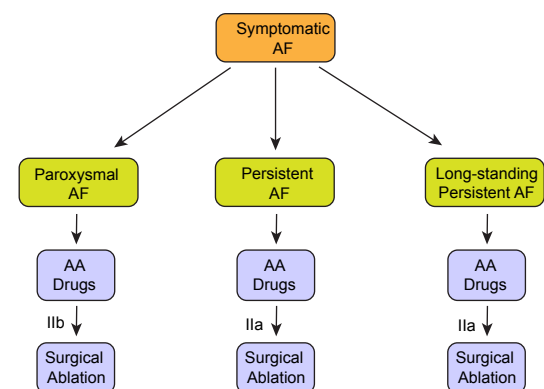 Symptomatic
AF
Paroxysmal
AF
Persistent
AF
Long-standing
Persistent AF
AA
Drugs
AA
Drugs
AA
Drugs
IIb
IIa
IIa
Surgical
Ablation
Surgical
Ablation
Surgical
Ablation